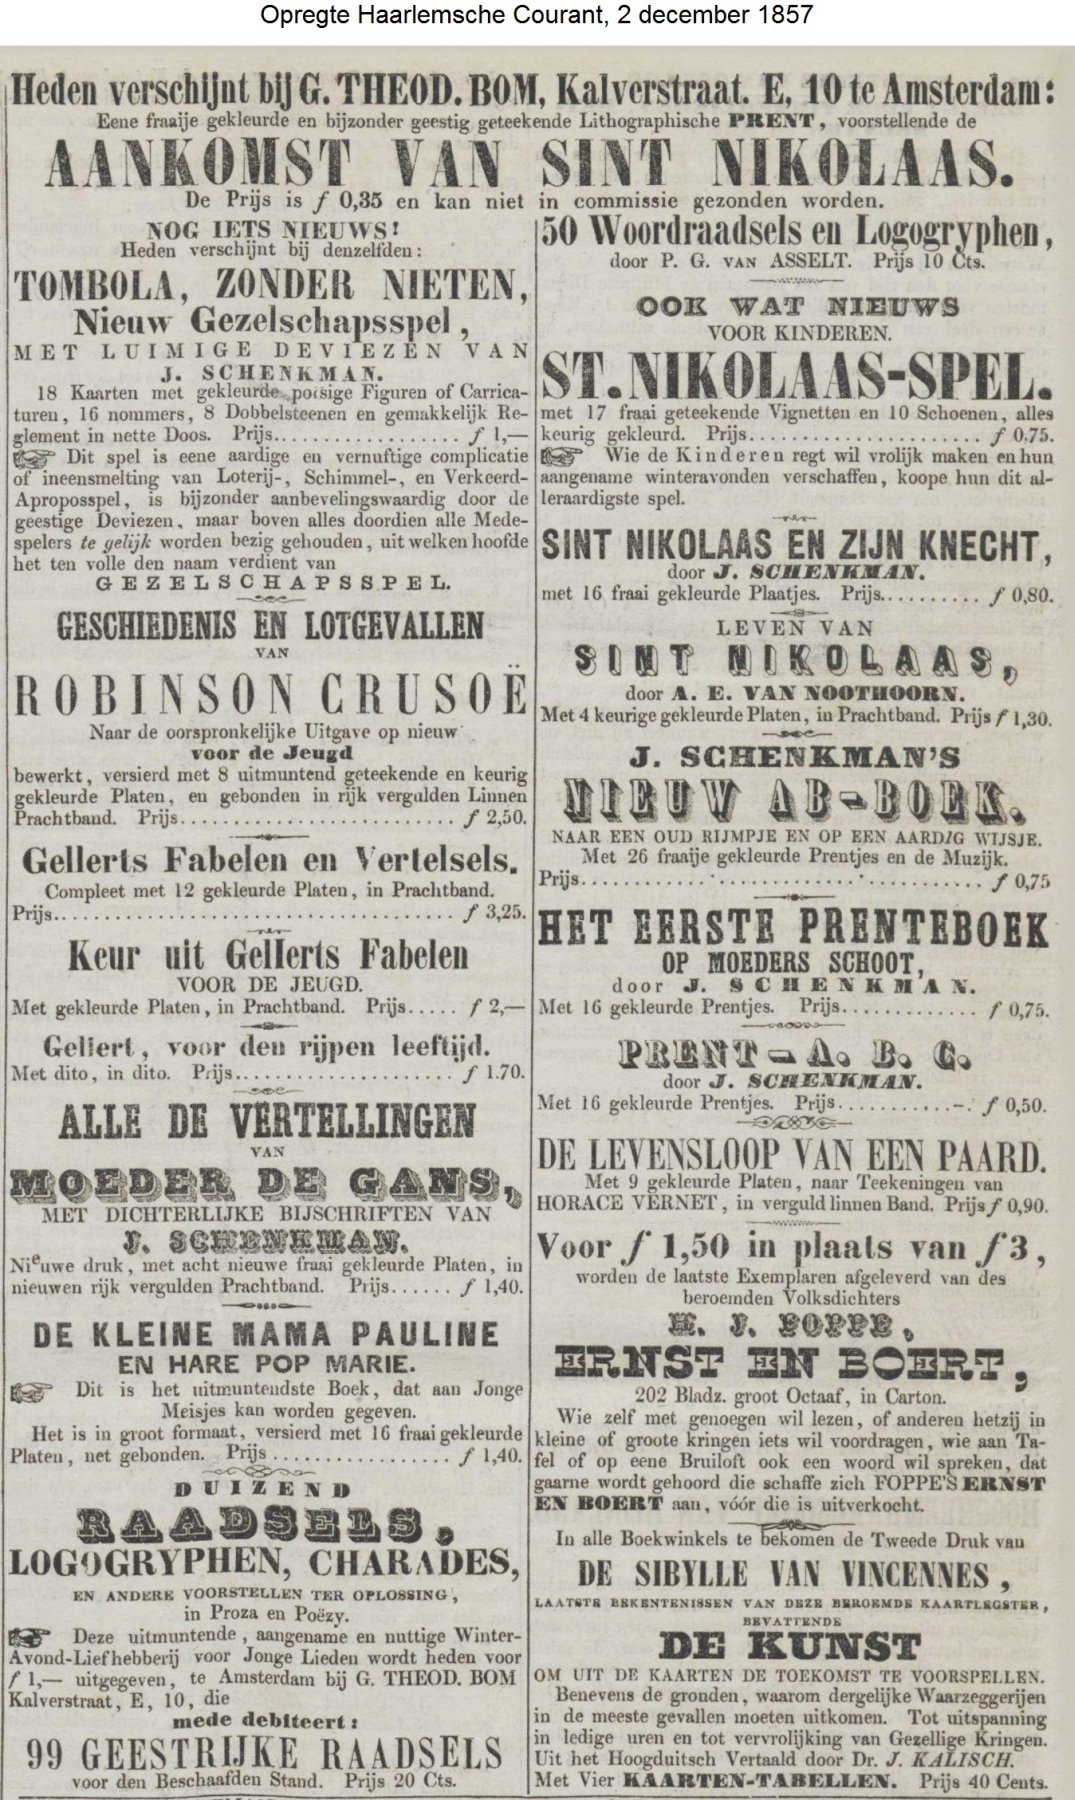 Opregte Haarlemsche Courant, 2 december 1857
Heden verschijnt bij G. THEOD. BOM, Kalverstraat. E, 10 te Amsterdam:
Eene fraaije gekleurde en bijzonder geestig geteekende Lithographische PRENT, voorstellende de
AANKOMST VAN SINT NIKOLAAS.
De Prijs is f 0,35 en kan niet in commissie gezonden worden.
NOG IETS NIEUWS!
Heden verschijnt bij denzelfden:
TOMBOLA, ZONDER NIETEN,
Nieuw Gezelschapsspel,
MET LUIMIGE DEVIEZEN VAN
J. SCHENKMAN.
18 Kaarten met gekleurde potsige Figuren of Carrica-
turen, 16 nommers, 8 Dobbelsteenen en gemakkelijk Re-
glement in nette Doos. Prijs.................. f 1,—
☞ Dit spel is eene aardige en vernuftige complicatie
of ineensmelting van Loterij-, Schimmel-, en Verkeerd-
Aproposspel, is bijzonder aanbevelingswaardig door de
geestige Deviezen, maar boven alles doordien alle Mede-
spelers te gelijk worden bezig gehouden, uit welken hoofde
het ten volle den naam verdient van
GEZELSCHAPSSPEL.
GESCHIEDENIS EN LOTGEVALLEN
VAN
ROBINSON CRUSOË
Naar de oorspronkelijke Uitgave op nieuw
voor de Jeugd
bewerkt, versierd met 8 uitmuntend geteekende en keurig
gekleurde Platen, en gebonden in rijk vergulden Linnen
Prachtband. Prijs.......................... f 2,50.
Gellerts Fabelen en Vertelsels.
Compleet met 12 gekleurde Platen, in Prachtband.
Prijs....................................... f 3,25.
Keur uit Gellerts Fabelen
VOOR DE JEUGD.
Met gekleurde Platen, in Prachtband. Prijs..... f 2,—
Gellert, voor den rijpen leeftijd.
Met dito, in dito. Prijs..................... f 1.70.
ALLE DE VERTELLINGEN
VAN
MOEDER DE GANS,
MET DICHTERLIJKE BIJSCHRIFTEN VAN
J. SCHENKMAN.
Nieuwe druk, met acht nieuwe fraai gekleurde Platen, in
nieuwen rijk vergulden Prachtband. Prijs...... f 1,40.
DE KLEINE MAMA PAULINE
EN HARE POP MARIE.
☞ Dit is het uitmuntendste Boek, dat aan Jonge
Meisjes kan worden gegeven.
Het is in groot formaat, versierd met 16 fraai gekleurde
Platen, net gebonden. Prijs .................. f 1,40.
DUIZEND
RAADSELS,
LOGOGRYPHEN, CHARADES,
EN ANDERE VOORSTELLEN TER OPLOSSING,
in Proza en Poëzy.
☞ Deze uitmuntende, aangename en nuttige Winter-
Avond-Liefhebberij voor Jonge Lieden wordt heden voor
f 1,— uitgegeven, te Amsterdam bij G. THEOD. BOM
Kalverstraat, E, 10, die
mede debiteert:
99 GEESTRIJKE RAADSELS
voor den Beschaafden Stand. Prijs 20 Cts.
50 Woordraadsels en Logogryphen,
door P. G. VAN ASSELT. Prijs 10 Cts.
OOK WAT NIEUWS
VOOR KINDEREN.
ST. NIKOLAAS-SPEL.
met 17 fraai geteekende Vignetten en 10 Schoenen, alles
keurig gekleurd. Prijs...................... f 0,75.
☞ Wie de Kinderen regt wil vrolijk maken en hun
aangename winteravonden verschaffen, koope hun dit al-
leraardigste spel.
SINT NIKOLAAS EN ZIJN KNECHT,
door J. SCHENKMAN.
met 16 fraai gekleurde Plaatjes. Prijs.......... f 0,80.
LEVEN VAN
SINT NIKOLAAS,
door A. E. VAN NOOTHOORN.
Met 4 keurige gekleurde Platen, in Prachtband. Prijs f 1,30.
J. SCHENKMAN'S
NIEUW AB-BOEK.
NAAR EEN OUD RIJMPJE EN OP EEN AARDIG WIJSJE.
Met 26 fraaije gekleurde Prentjes en de Muzijk.
Prijs....................................... f 0,75
HET EERSTE PRENTEBOEK
OP MOEDERS SCHOOT,
door J. SCHENKMAN.
Met 16 gekleurde Prentjes. Prijs............. f 0,75.
PRENT-A. B. C.
door J. SCHENKMAN.
Met 16 gekleurde Prentjes. Prijs............. f 0,50.
DE LEVENSLOOP VAN EEN PAARD.
Met 9 gekleurde Platen, naar Teekeningen van
HORACE VERNET, in verguld linnen Band. Prijs f 0,90.
Voor f 1,50 in plaats van f 3,
worden de laatste Exemplaren afgeleverd van des
beroemden Volksdichters
H. J. FOPPE,
ERNST EN BOERT,
202 Bladz. groot Octaaf, in Carton.
Wie zelf met genoegen wil lezen, of anderen hetzij in
kleine of groote kringen iets wil voordragen, wie aan Ta-
fel of op eene Bruiloft ook een woord wil spreken, dat
gaarne wordt gehoord die schaffe zich FOPPE'S ERNST
EN BOERT aan, vóór die is uitverkocht.
In alle Boekwinkels te bekomen de Tweede Druk van
DE SIBYLLE VAN VINCENNES,
LAATSTE BEKENTENISSEN VAN DEZE BEROEMDE KAARTLEGSTER,
BEVATTENDE
DE KUNST
OM UIT DE KAARTEN DE TOEKOMST TE VOORSPELLEN.
Benevens de gronden, waarom dergelijke Waarzeggerijen
in de meeste gevallen moeten uitkomen. Tot uitspanning
in ledige uren en tot vervrolijking van Gezellige Kringen.
Uit het Hoogduitsch Vertaald door Dr. J. KALISCH.
Met Vier KAARTEN-TABELLEN. Prijs 40 Cents.